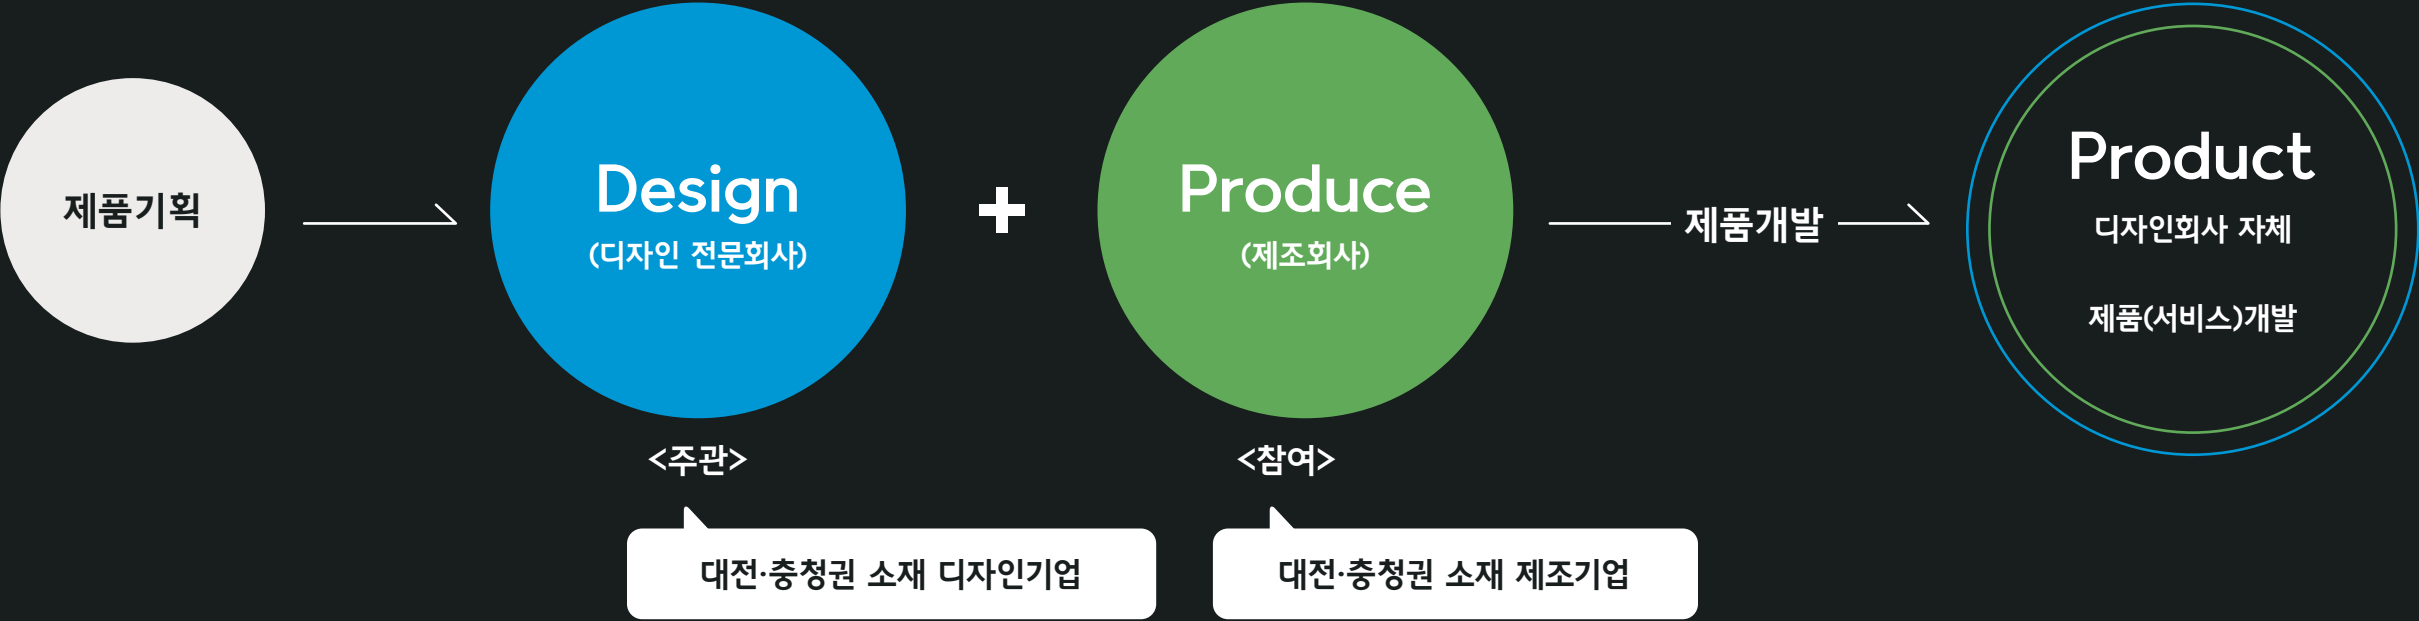 제품기획
Design
(디자인 전문회사)
+
Produce
(제조회사)
제품개발
Product
디자인회사 자체
제품(서비스)개발
<주관>
<참여>
대전·충청권 소재 디자인기업
대전·충청권 소재 제조기업